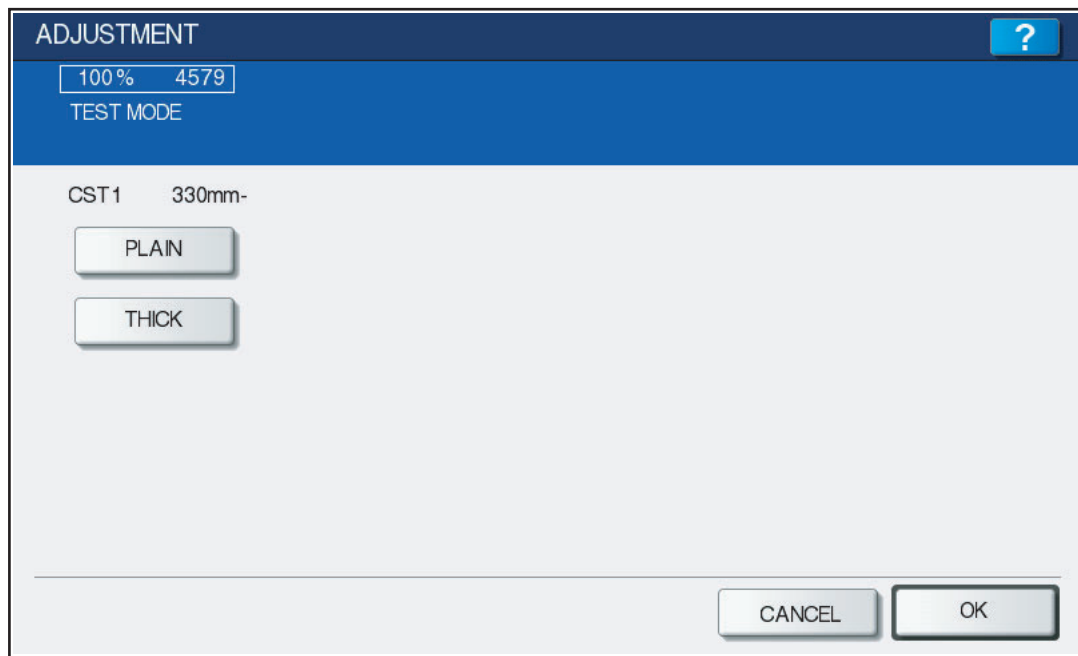 ADJUSTMENT ?
100% 4579
TEST MODE
CST1 330mm-
PLAIN
THICK
CANCEL OK